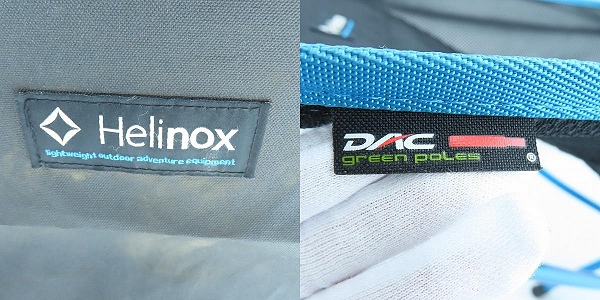 Helinox
lightweight outdoor adventure equipment
DAC
green poles